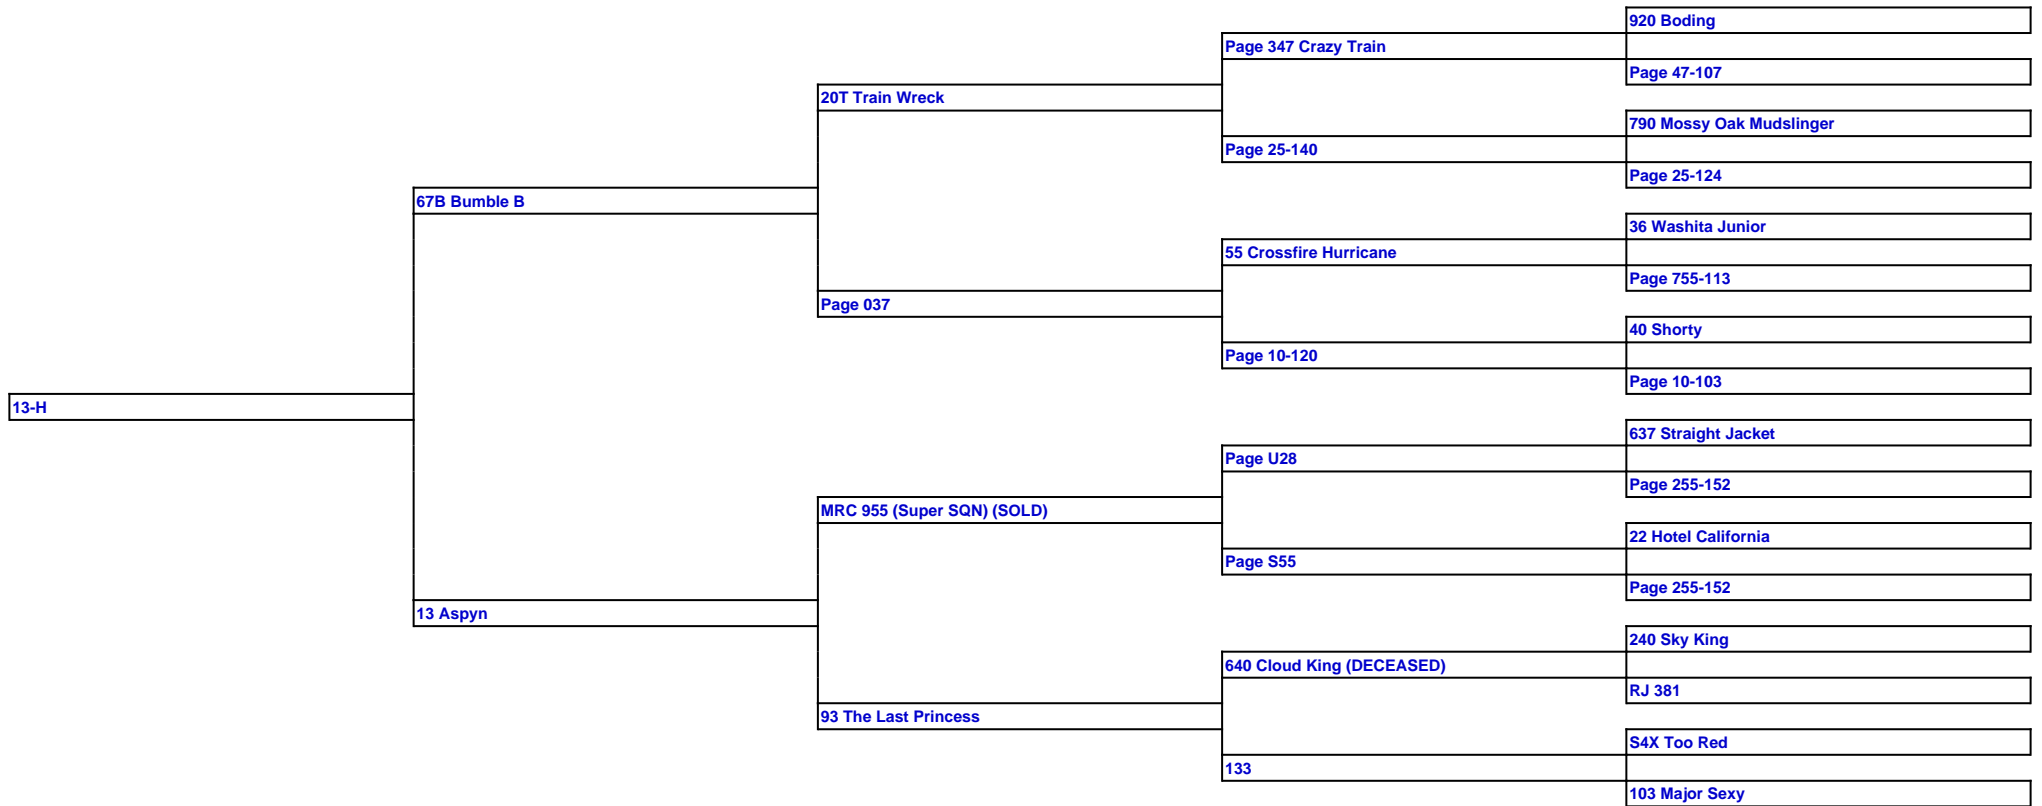 920 Boding
Page 347 Crazy Train
Page 47-107
20T Train Wreck
790 Mossy Oak Mudslinger
Page 25-140
Page 25-124
67B Bumble B
36 Washita Junior
55 Crossfire Hurricane
Page 755-113
Page 037
40 Shorty
Page 10-120
Page 10-103
13-H
637 Straight Jacket
Page U28
Page 255-152
MRC 955 (Super SQN) (SOLD)
22 Hotel California
Page S55
Page 255-152
13 Aspyn
240 Sky King
640 Cloud King (DECEASED)
RJ 381
93 The Last Princess
S4X Too Red
133
103 Major Sexy